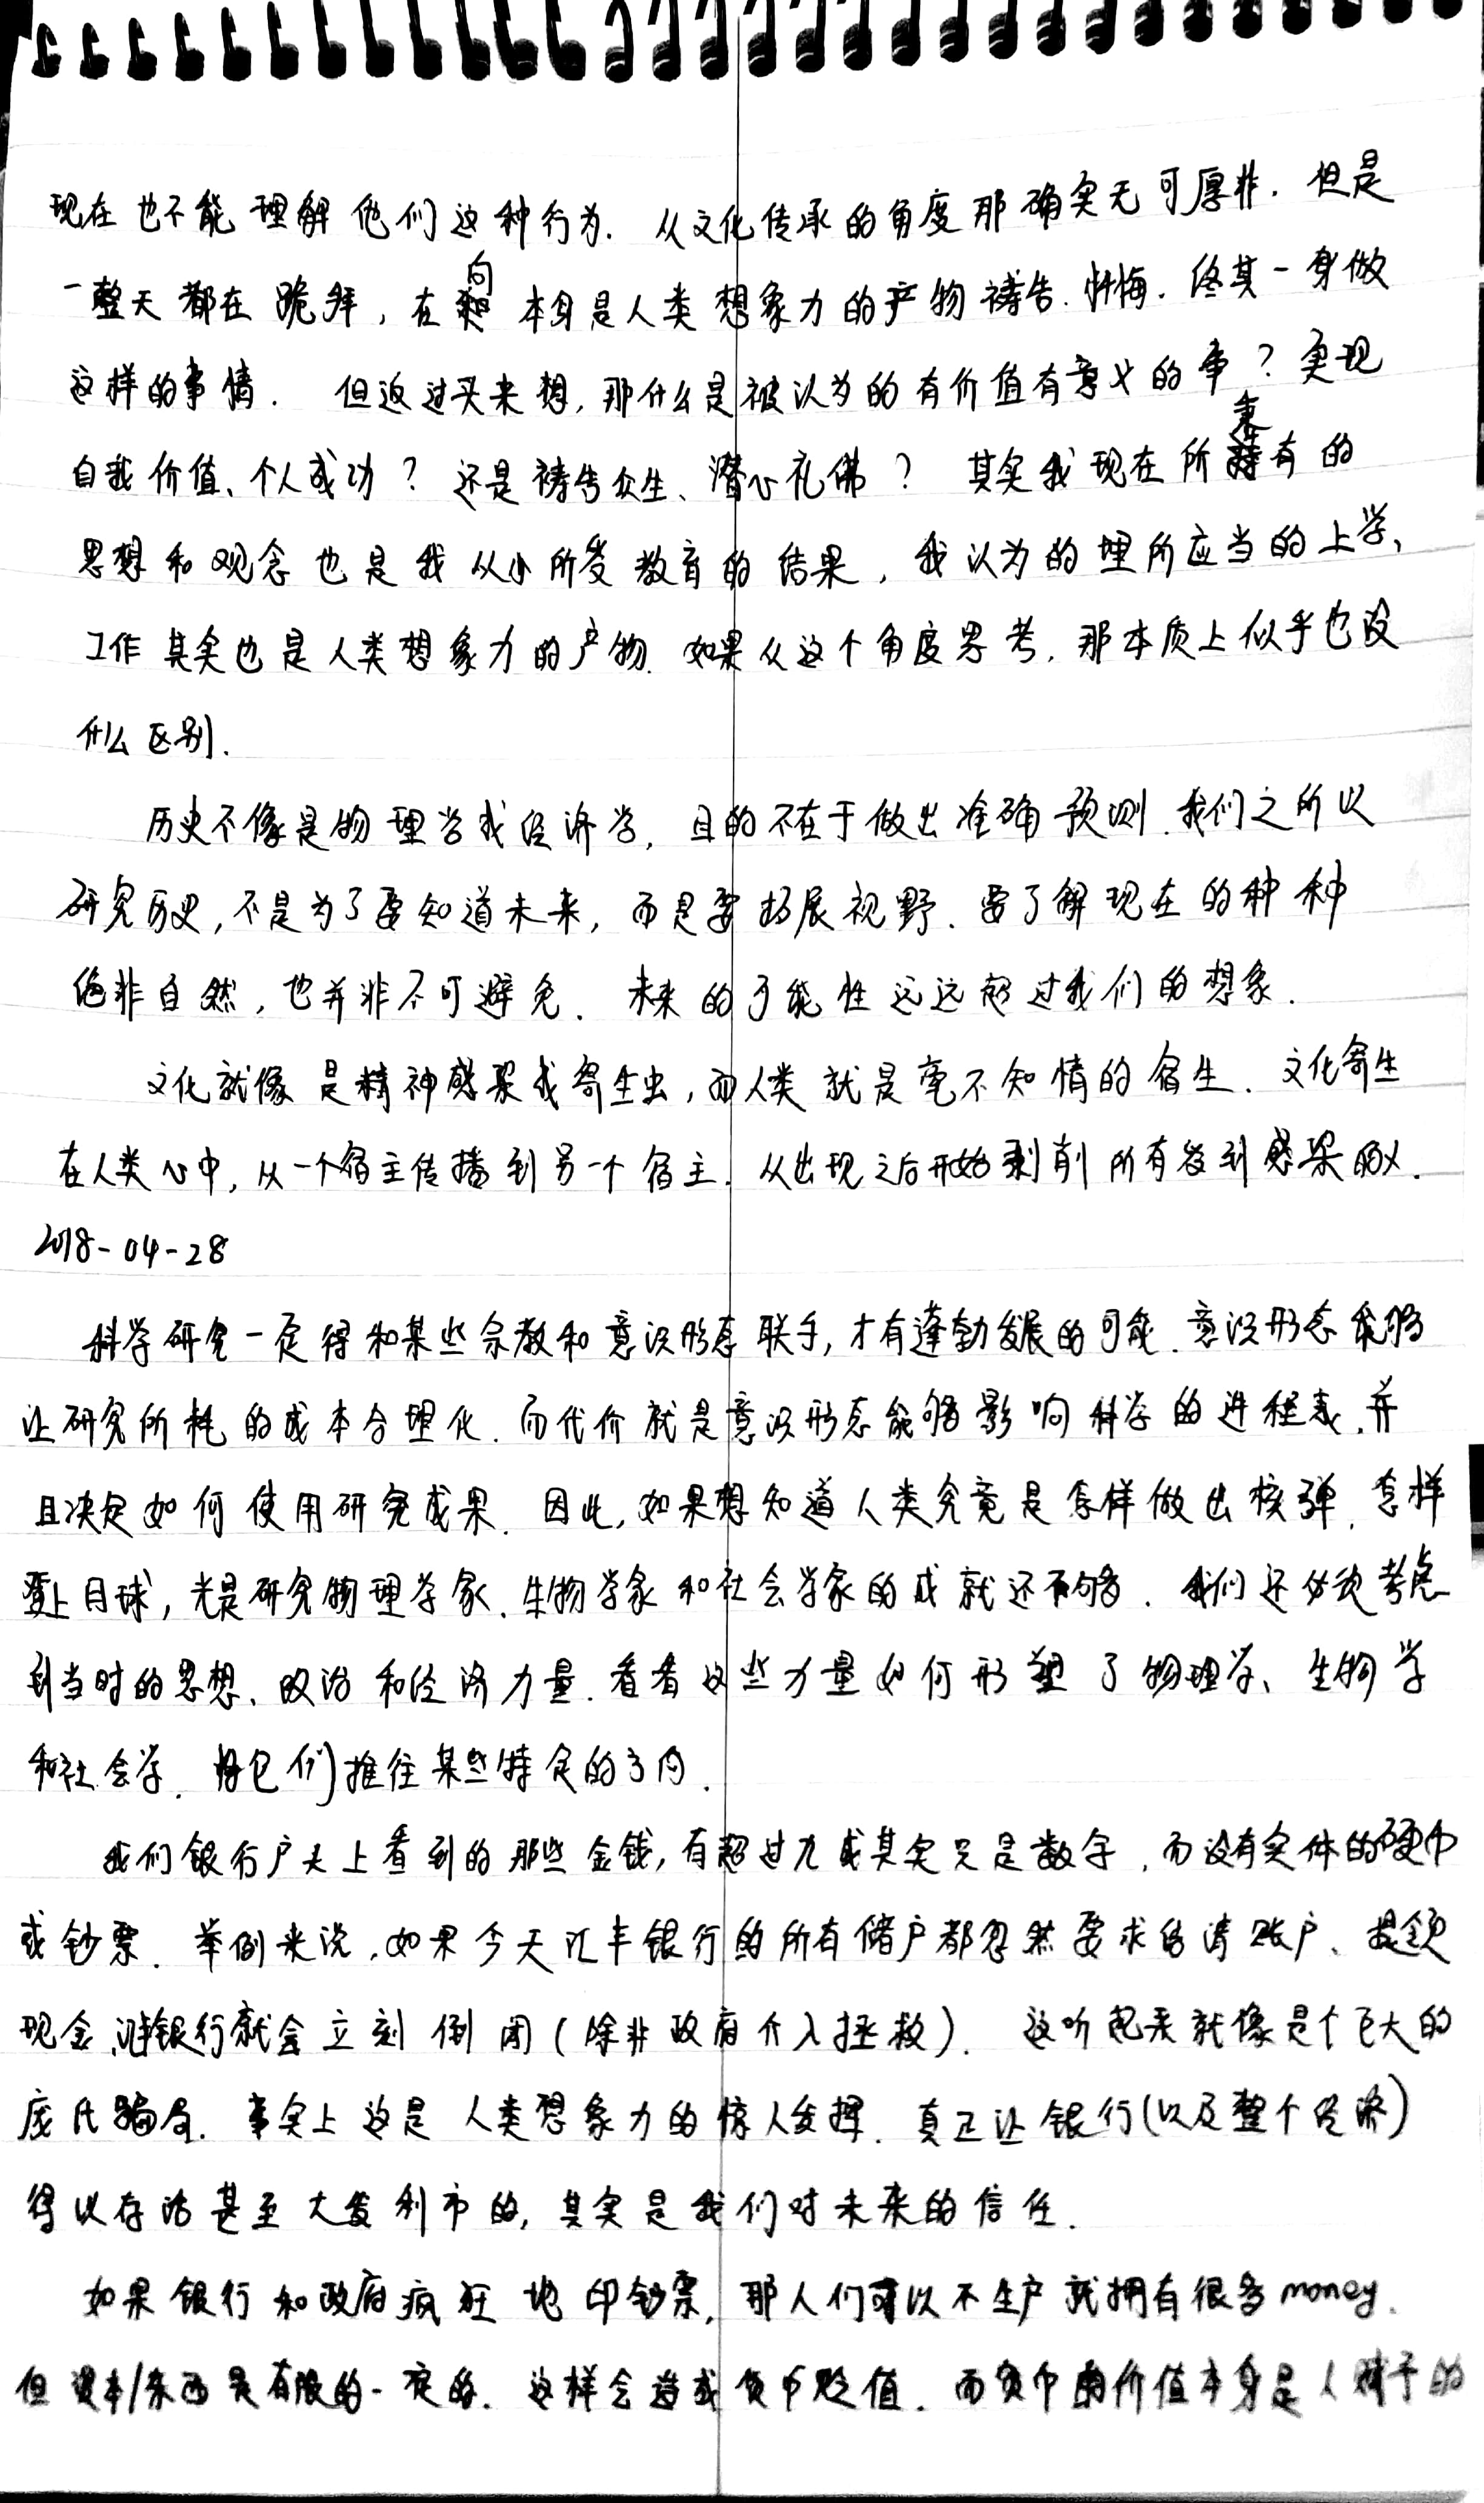 现在也不能理解他们这种行为. 从文化传承的角度那确实无可厚非. 但是
一整天都在跪拜, 在向本身是人类想象力的产物祷告、忏悔. 终其一身做
这样的事情. 但返过头来想, 那什么是被认为的有价值有意义的事? 实现
自我价值、个人成功? 还是祷告众生、潜心礼佛? 其实我现在所秉有的
思想和观念也是我从小所受教育的结果, 我认为的理所应当的上学、
工作其实也是人类想象力的产物. 如果从这个角度思考, 那本质上似乎也没
什么区别.
历史不像是物理学或经济学, 目的不在于做出准确预测. 我们之所以
研究历史, 不是为了要知道未来, 而是要拓展视野. 要了解现在的种种
绝非自然, 也并非不可避免. 未来的可能性远远超过我们的想象.
文化就像是精神感染或寄生虫, 而人类就是毫不知情的宿生. 文化寄生
在人类心中, 从一个宿主传播到另一个宿主. 从出现之后开始剥削所有受到感染的人.
2018-04-28
科学研究一定得和某些宗教和意识形态联手, 才有蓬勃发展的可能. 意识形态能够
让研究所耗的成本合理化. 而代价就是意识形态能够影响科学的进程表, 并
且决定如何使用研究成果. 因此, 如果想知道人类究竟是怎样做出核弹, 怎样
登上月球, 光是研究物理学家、生物学家和社会学家的成就还不够. 我们还必须考虑
到当时的思想、政治和经济力量. 看看这些力量如何形塑了物理学、生物学
和社会学. 将它们推往某些特定的方向.
我们银行户头上看到的那些金钱, 有超过九成其实只是数字, 而没有实体的硬币
或钞票. 举例来说, 如果今天汇丰银行的所有储户都忽然要求结清账户、提领
现金, 银行就会立刻倒闭(除非政府介入拯救). 这听起来就像是个巨大的
庞氏骗局. 事实上这是人类想象力的惊人发挥. 真正让银行(以及整个经济)
得以存活甚至大发利市的, 其实是我们对未来的信任.
如果银行和政府疯狂地印钞票, 那人们可以不生产就拥有很多money.
但资本/东西是有限的一定的. 这样会造成货币贬值. 而货币的价值本身是人赋予的